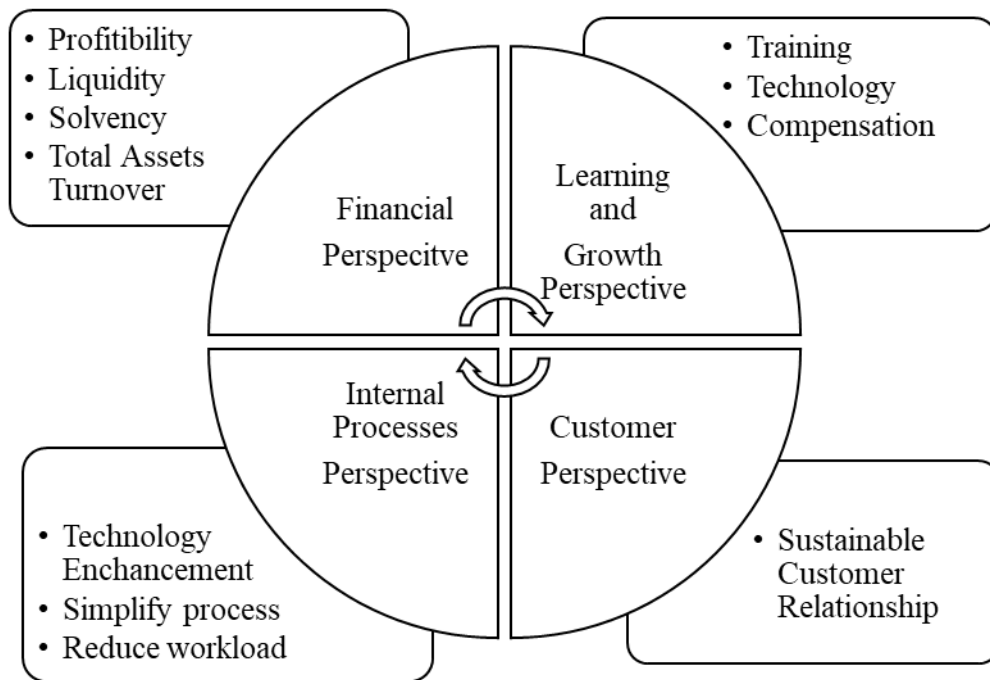 • Profitibility
• Liquidity
• Solvency
• Total Assets
Turnover
• Training
• Technology
• Compensation
Financial
Perspecitve
Learning
and
Growth
Perspective
Internal
Processes
Perspective
Customer
Perspective
• Technology
Enchancement
• Simplify process
• Reduce workload
• Sustainable
Customer
Relationship